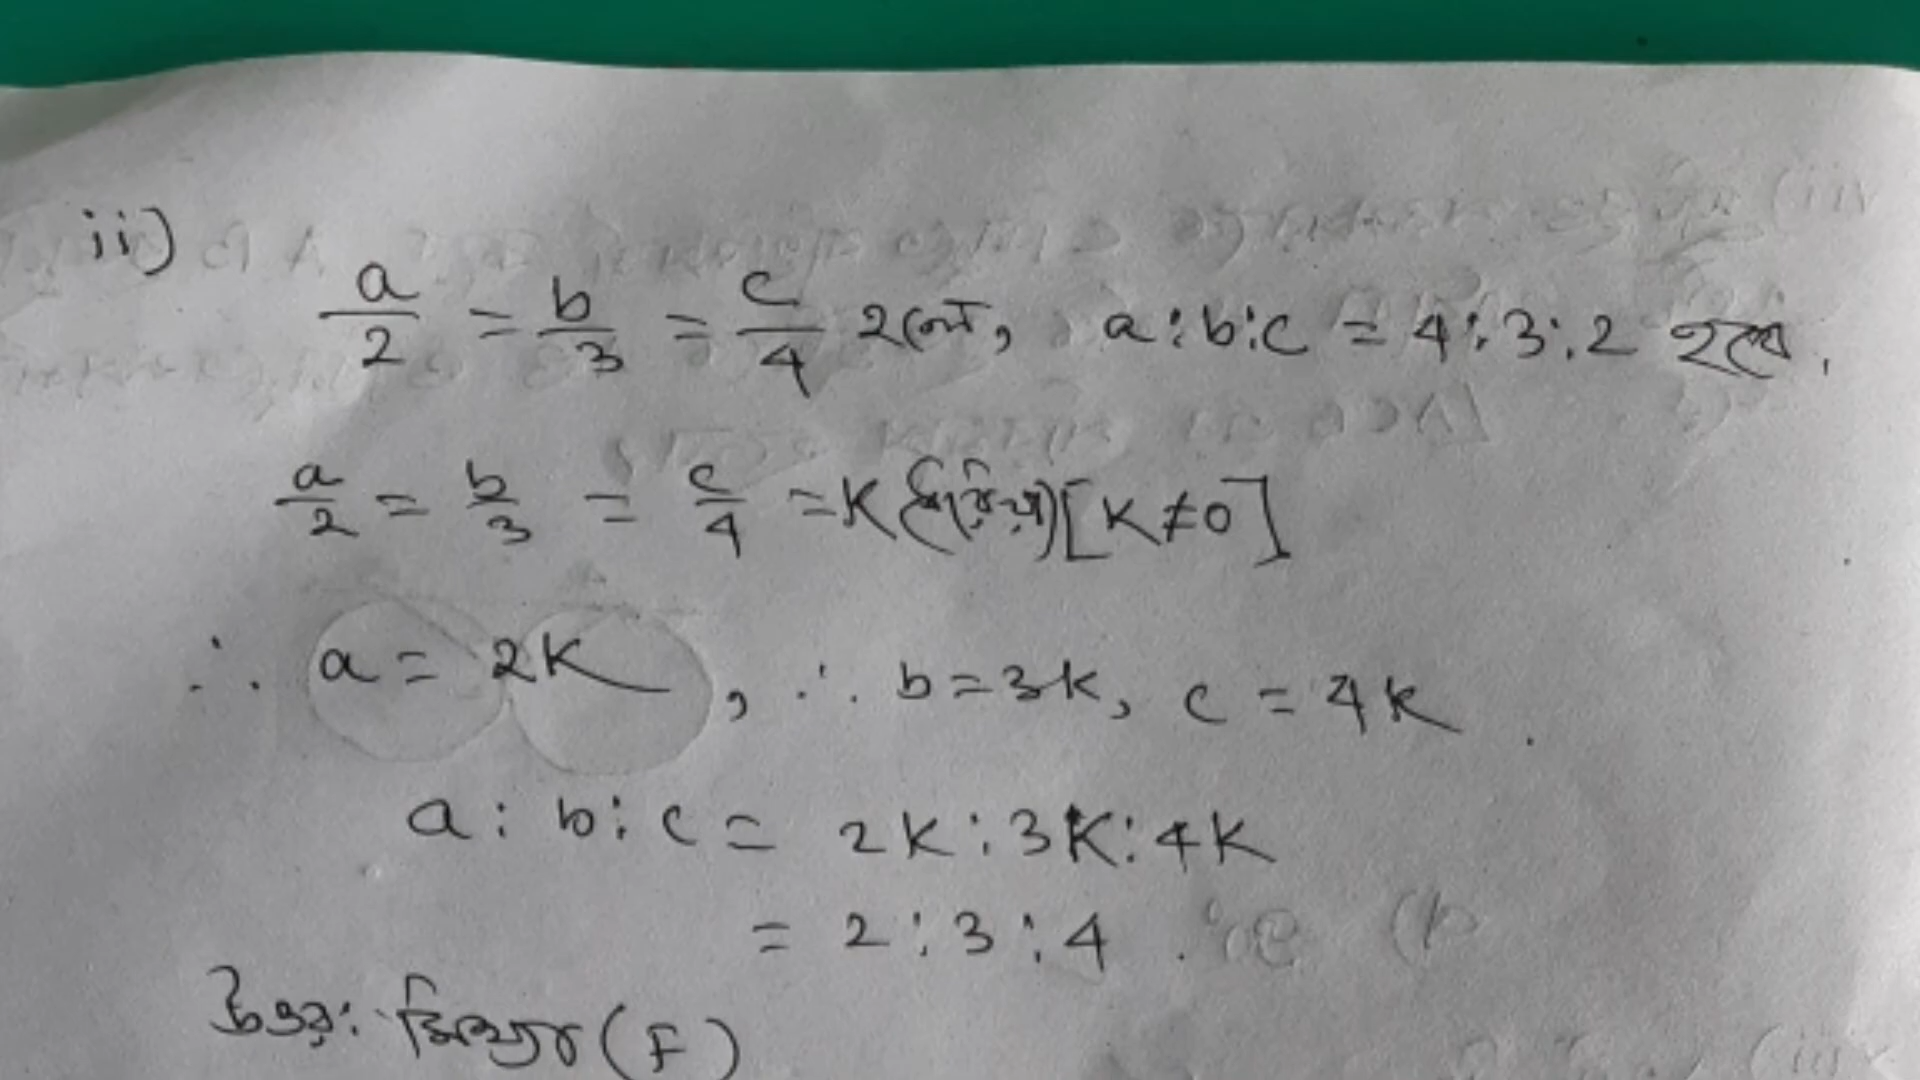 ii)
a/2 = b/3 = c/4 হলে, a:b:c = 4:3:2 হবে.
a/2 = b/3 = c/4 = K [K≠0]
∴ a = 2K, ∴ b=3K, c = 4K.
a:b:c = 2K:3K:4K
= 2:3:4.
উত্তর: (F)